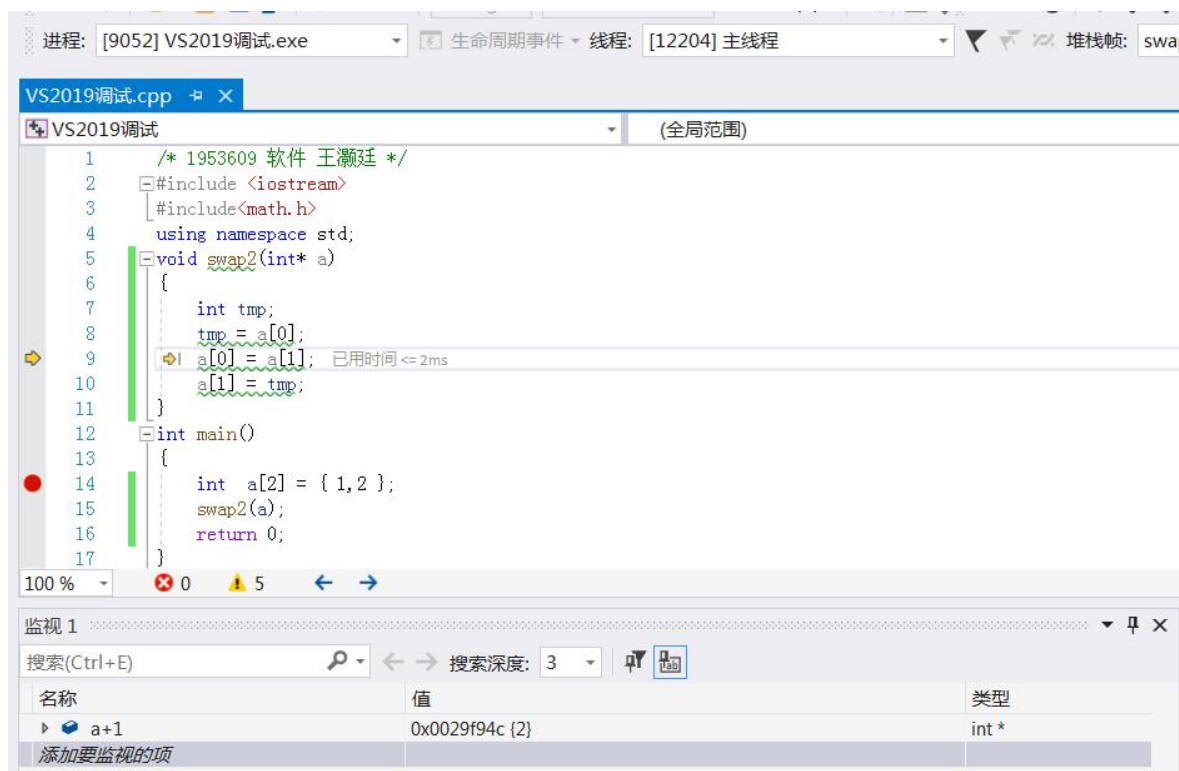 进程: [9052] VS2019调试.exe 生命周期事件 线程: [12204] 主线程 堆栈帧: swa
VS2019调试.cpp
VS2019调试 (全局范围)
1 /* 1953609 软件 王灏廷 */
2 #include <iostream>
3 #include<math.h>
4 using namespace std;
5 void swap2(int* a)
6 {
7 int tmp;
8 tmp = a[0];
9 a[0] = a[1]; 已用时间 <= 2ms
10 a[1] = tmp;
11 }
12 int main()
13 {
14 int a[2] = { 1,2 };
15 swap2(a);
16 return 0;
17 }
100 % 0 5
监视 1
搜索(Ctrl+E) 搜索深度: 3
名称 值 类型
a+1 0x0029f94c {2} int *
添加要监视的项